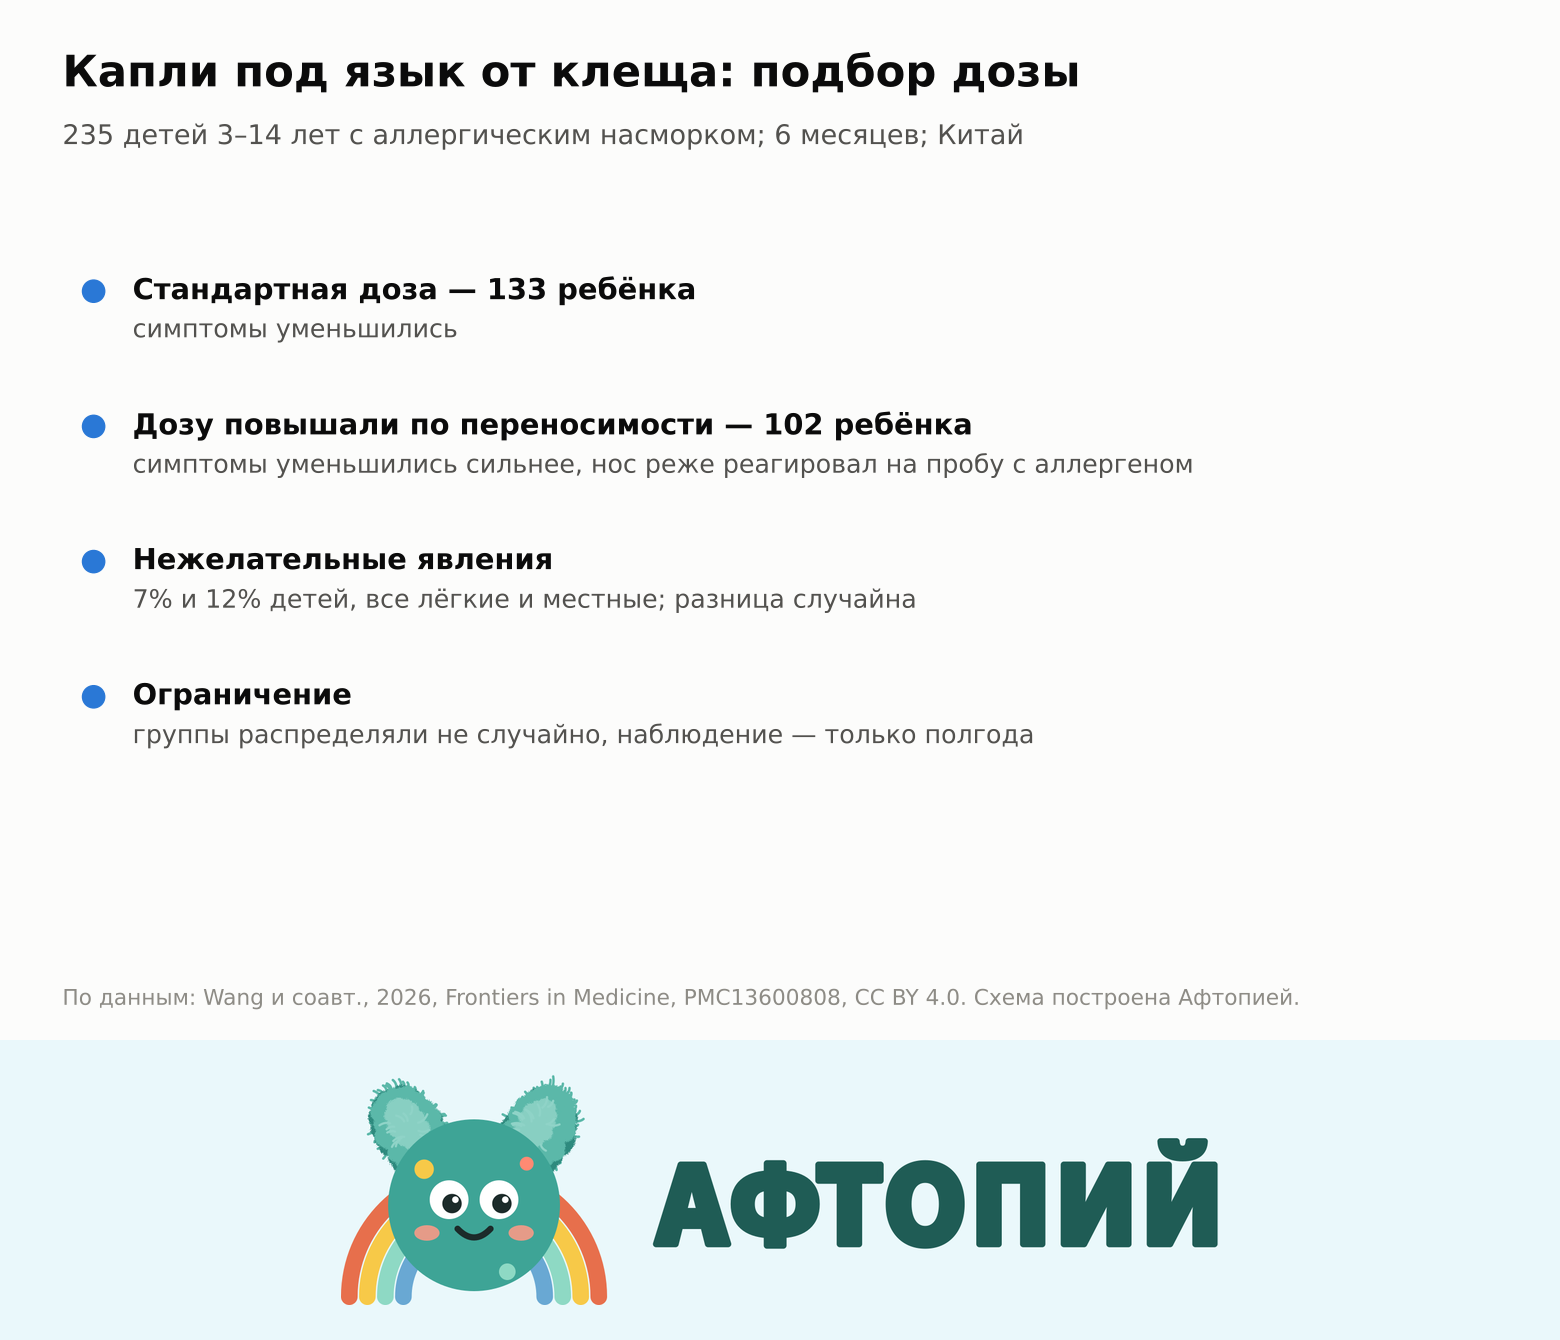 Капли под язык от клеща: подбор дозы
235 детей 3–14 лет с аллергическим насморком; 6 месяцев; Китай
Стандартная доза — 133 ребёнка
симптомы уменьшились
Дозу повышали по переносимости — 102 ребёнка
симптомы уменьшились сильнее, нос реже реагировал на пробу с аллергеном
Нежелательные явления
7% и 12% детей, все лёгкие и местные; разница случайна
Ограничение
группы распределяли не случайно, наблюдение — только полгода
По данным: Wang и соавт., 2026, Frontiers in Medicine, PMC13600808, CC BY 4.0. Схема построена Афтопией.
АФТОПИЙ